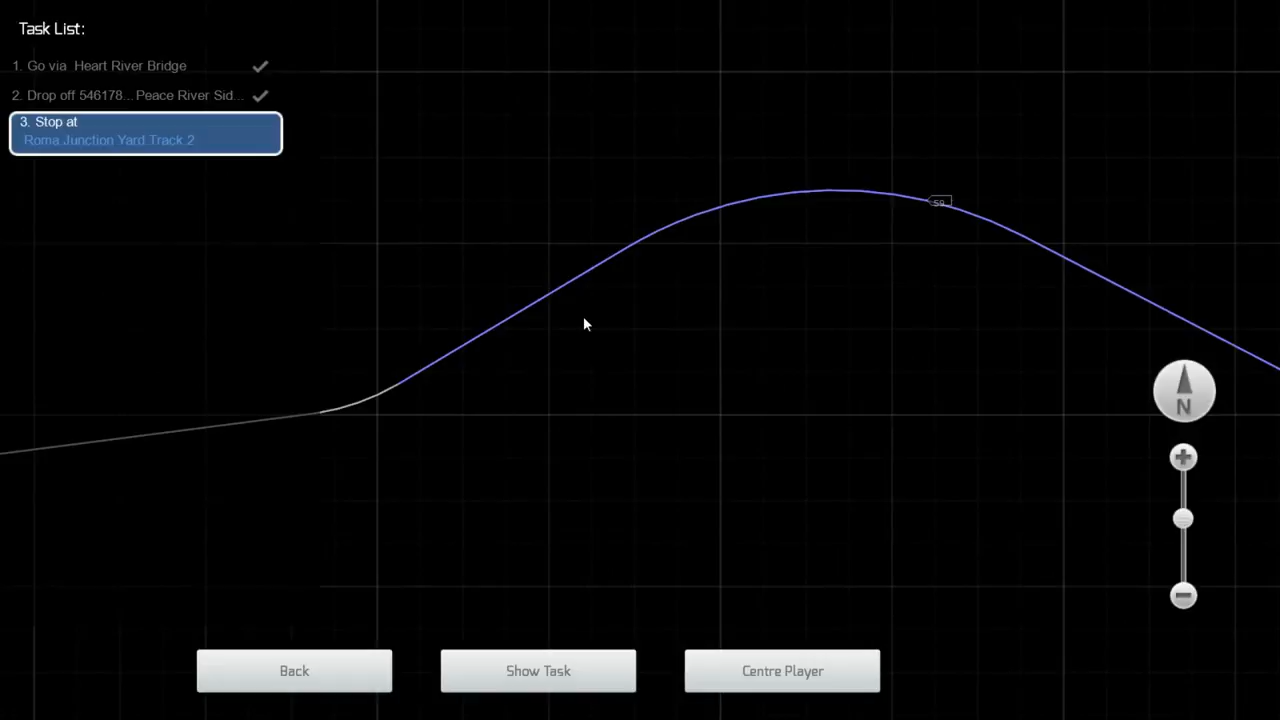 Task List:
1. Go via Heart River Bridge
2. Drop off 546178... Peace River Sid...
3. Stop at
Roma Junction Yard Track 2
59
N
Back
Show Task
Centre Player